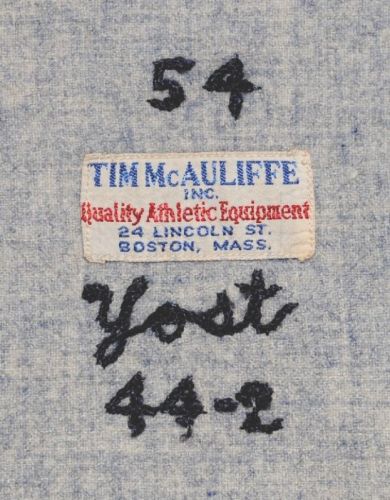 54
TIM McAULIFFE
INC.
Quality Athletic Equipment
24 LINCOLN ST.
BOSTON, MASS.
Yost
44-2